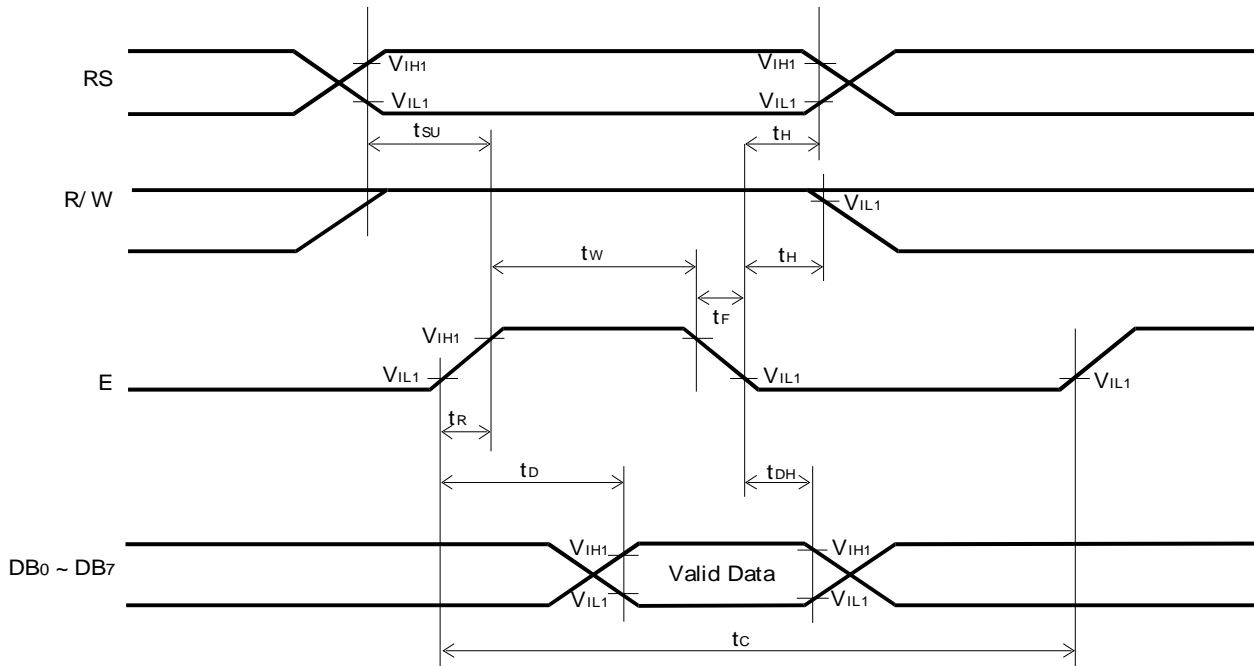 RS
VIH1
VIL1
VIH1
VIL1
tSU
tH
R/ W
VIL1
tW
tH
tF
E
VIH1
VIL1
VIL1
VIL1
tR
tD
tDH
DB0 ~ DB7
VIH1
VIL1
Valid Data
VIH1
VIL1
tC